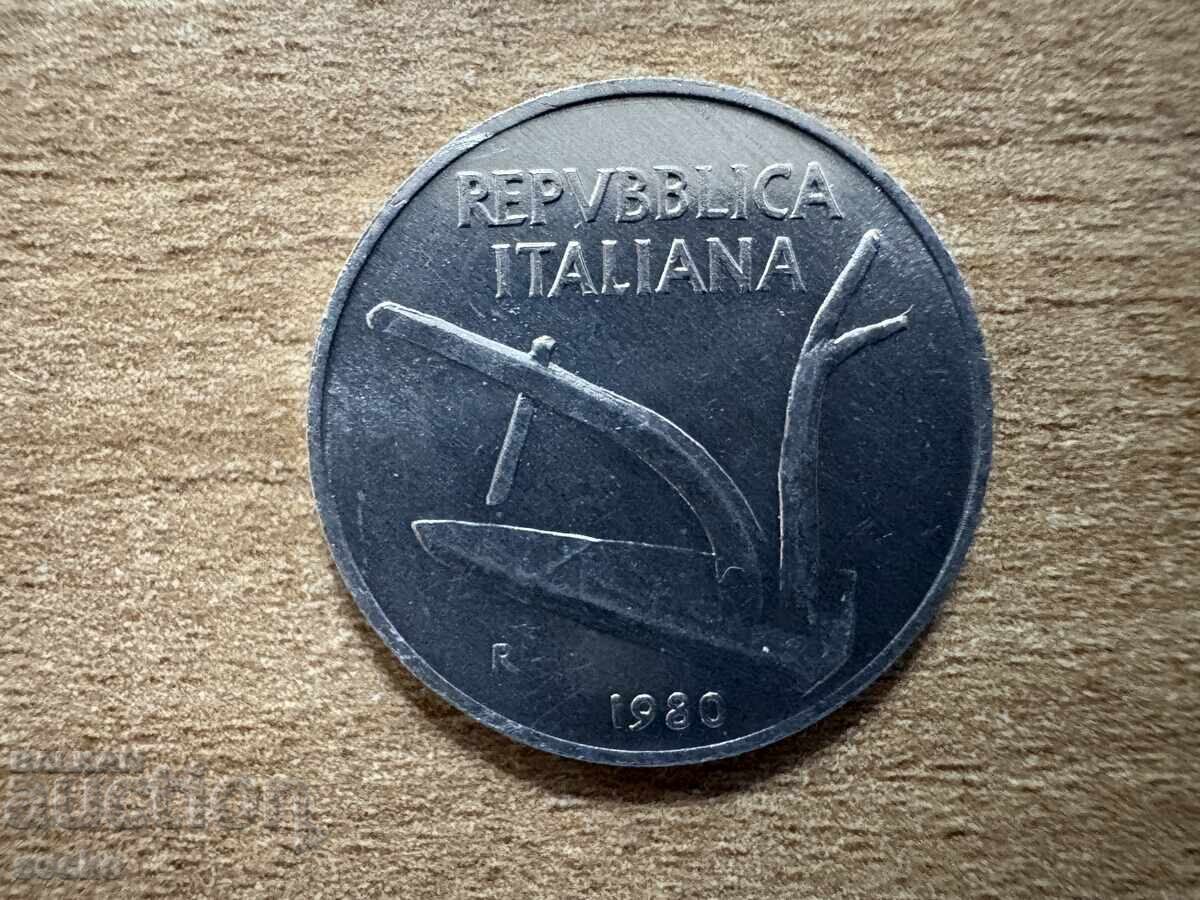 REPVBBLICA
ITALIANA
R
1980
BALKAN
auction